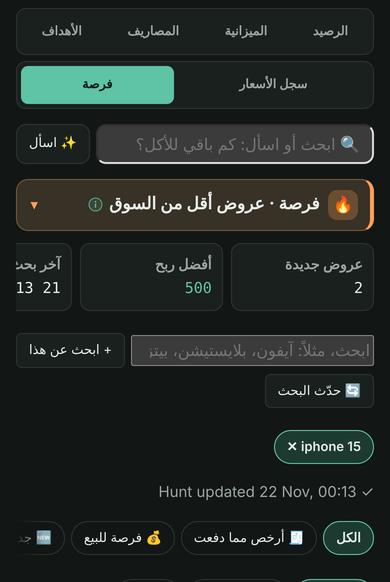 الرصيد الميزانية المصاريف الأهداف
سجل الأسعار فرصة
🔍 ابحث أو اسأل: كم باقي للأكل؟ ✨ اسأل
🔥 فرصة · عروض أقل من السوق ⓘ ▼
عروض جديدة أفضل ربح آخر بحث
2 500 21 13
ابحث، مثلاً: آيفون، بلايستيشن، بيتز + ابحث عن هذا
🔄 حدّث البحث
iphone 15 ✕
✓ Hunt updated 22 Nov, 00:13
الكل 🧾 أرخص مما دفعت 💰 فرصة للبيع 🆕 جد